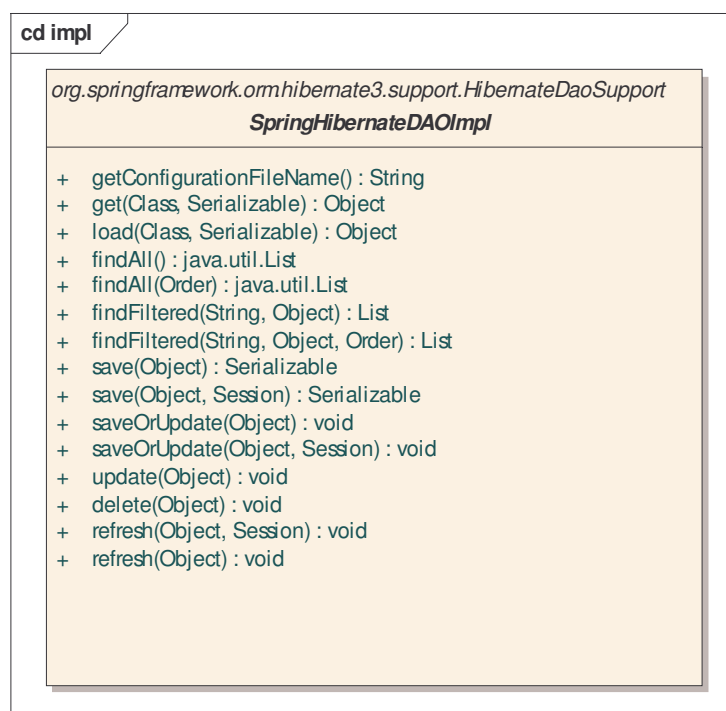 cd impl
org.springframework.orm.hibernate3.support.HibernateDaoSupport
SpringHibernateDAOImpl
+ getConfigurationFileName() : String
+ get(Class, Serializable) : Object
+ load(Class, Serializable) : Object
+ findAll() : java.util.List
+ findAll(Order) : java.util.List
+ findFiltered(String, Object) : List
+ findFiltered(String, Object, Order) : List
+ save(Object) : Serializable
+ save(Object, Session) : Serializable
+ saveOrUpdate(Object) : void
+ saveOrUpdate(Object, Session) : void
+ update(Object) : void
+ delete(Object) : void
+ refresh(Object, Session) : void
+ refresh(Object) : void